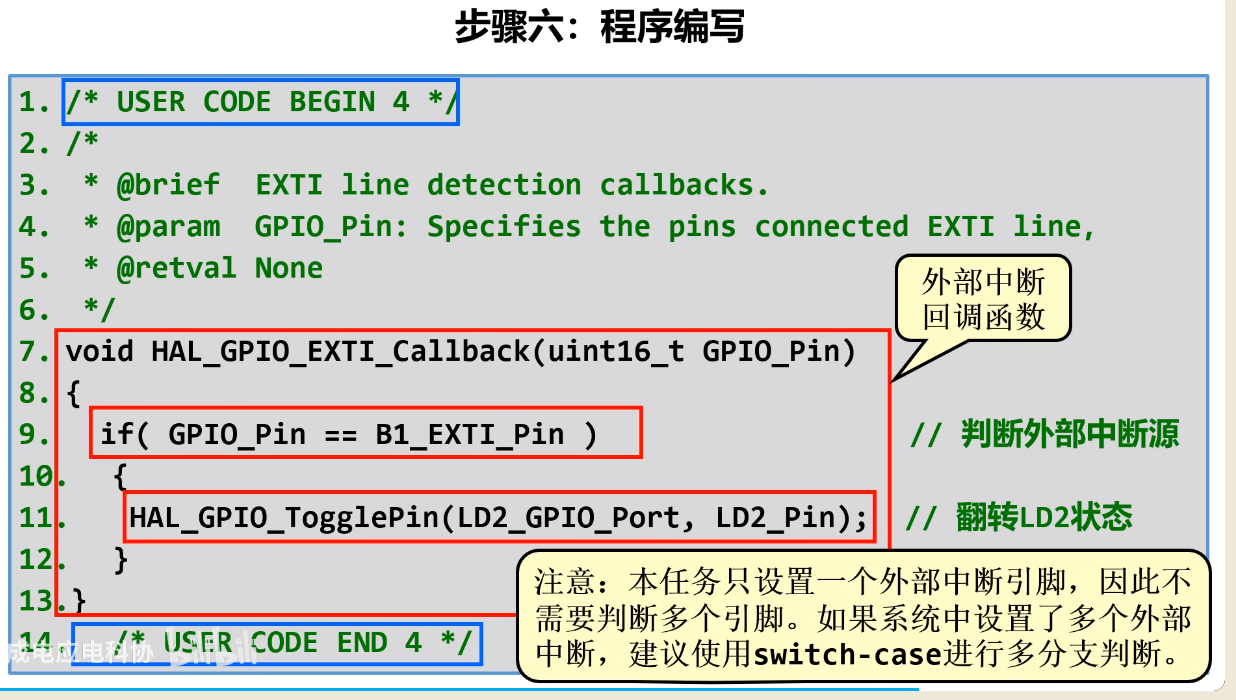 步骤六：程序编写
1. /* USER CODE BEGIN 4 */
2. /*
3.  * @brief  EXTI line detection callbacks.
4.  * @param  GPIO_Pin: Specifies the pins connected EXTI line,
5.  * @retval None
6.  */
外部中断
回调函数
7. void HAL_GPIO_EXTI_Callback(uint16_t GPIO_Pin)
8. {
9.   if( GPIO_Pin == B1_EXTI_Pin )  // 判断外部中断源
10.   {
11.    HAL_GPIO_TogglePin(LD2_GPIO_Port, LD2_Pin);  // 翻转LD2状态
12.   }
13. }
14.   /* USER CODE END 4 */
注意：本任务只设置一个外部中断引脚，因此不
需要判断多个引脚。如果系统中设置了多个外部
中断，建议使用switch-case进行多分支判断。
成电应电科协 bilibili